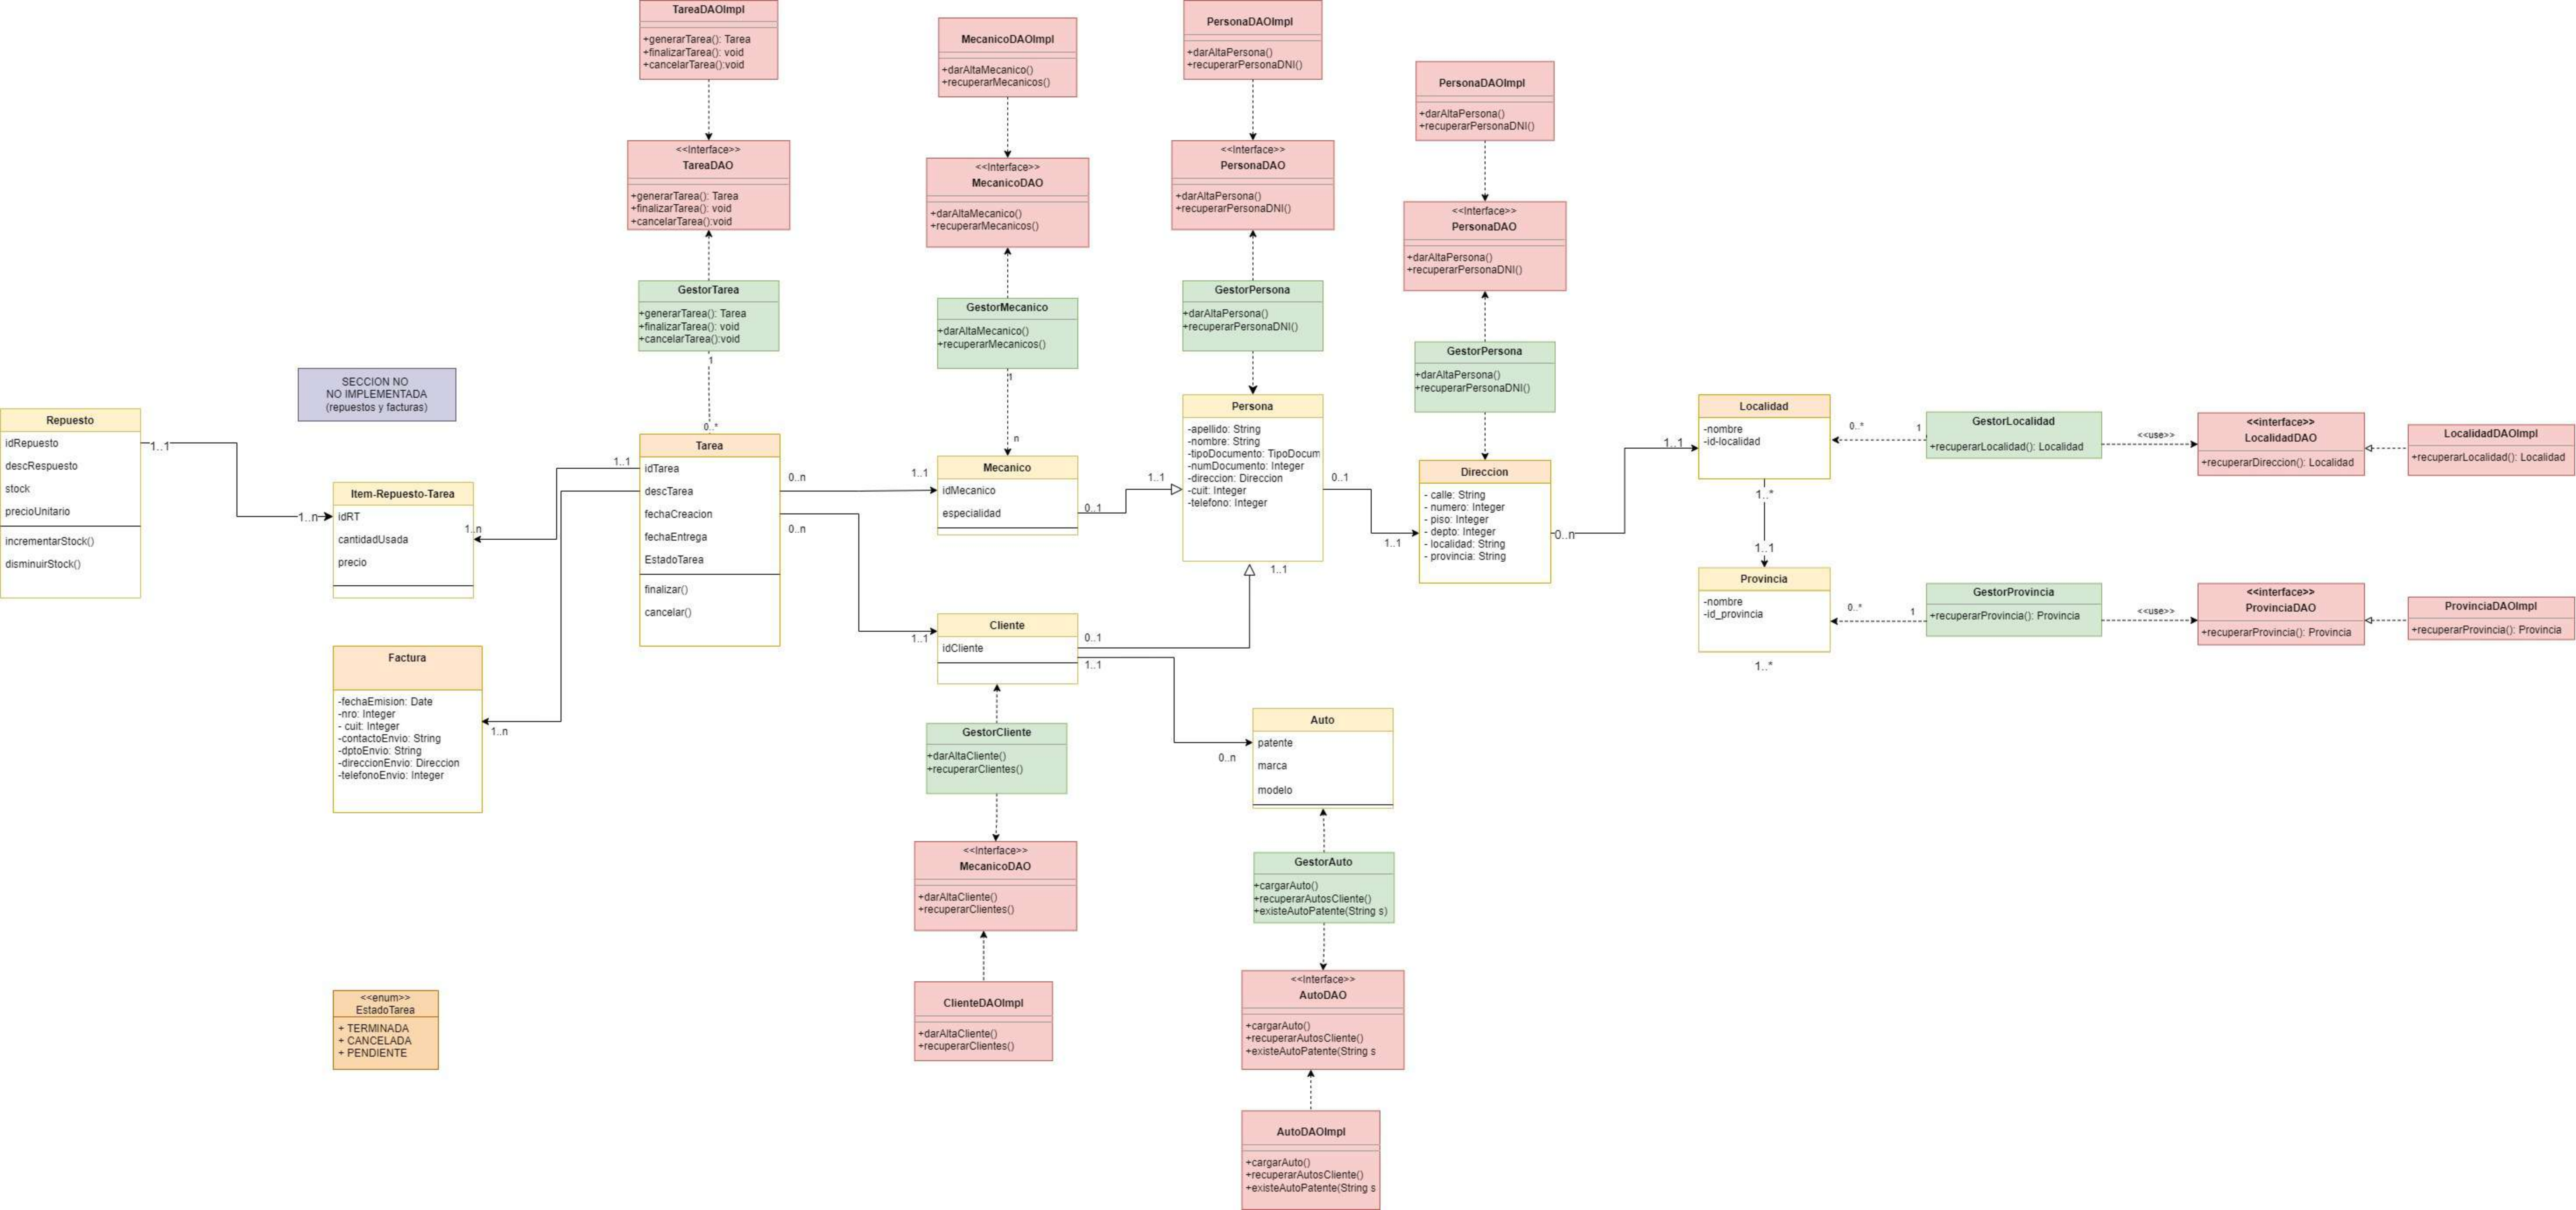 TareaDAOImpl
+generarTarea(): Tarea
+finalizarTarea(): void
+cancelarTarea():void
MecanicoDAOImpl
+darAltaMecanico()
+recuperarMecanicos()
PersonaDAOImpl
+darAltaPersona()
+recuperarPersonaDNI()
PersonaDAOImpl
+darAltaPersona()
+recuperarPersonaDNI()
<<Interface>>
TareaDAO
+generarTarea(): Tarea
+finalizarTarea(): void
+cancelarTarea():void
<<Interface>>
MecanicoDAO
+darAltaMecanico()
+recuperarMecanicos()
<<Interface>>
PersonaDAO
+darAltaPersona()
+recuperarPersonaDNI()
<<Interface>>
PersonaDAO
+darAltaPersona()
+recuperarPersonaDNI()
GestorTarea
+generarTarea(): Tarea
+finalizarTarea(): void
+cancelarTarea():void
1
0..*
GestorMecanico
+darAltaMecanico()
+recuperarMecanicos()
1
n
GestorPersona
+darAltaPersona()
+recuperarPersonaDNI()
GestorPersona
+darAltaPersona()
+recuperarPersonaDNI()
SECCION NO
NO IMPLEMENTADA
(repuestos y facturas)
Repuesto
idRepuesto
descRespuesto
stock
precioUnitario
incrementarStock()
disminuirStock()
1..1
1..n
Item-Repuesto-Tarea
idRT
cantidadUsada
precio
1..n
1..1
Tarea
idTarea
descTarea
fechaCreacion
fechaEntrega
EstadoTarea
finalizar()
cancelar()
0..n
1..1
0..n
1..1
Mecanico
idMecanico
especialidad
0..1
1..1
Persona
-apellido: String
-nombre: String
-tipoDocumento: TipoDocum
-numDocumento: Integer
-direccion: Direccion
-cuit: Integer
-telefono: Integer
0..1
1..1
1..1
Direccion
- calle: String
- numero: Integer
- piso: Integer
- depto: Integer
- localidad: String
- provincia: String
0..n
1..1
Localidad
-nombre
-id-localidad
0..*
1
GestorLocalidad
+recuperarLocalidad(): Localidad
<<use>>
<<interface>>
LocalidadDAO
+recuperarDireccion(): Localidad
LocalidadDAOImpl
+recuperarLocalidad(): Localidad
1..*
1..1
Provincia
-nombre
-id_provincia
1..*
0..*
1
GestorProvincia
+recuperarProvincia(): Provincia
<<use>>
<<interface>>
ProvinciaDAO
+recuperarProvincia(): Provincia
ProvinciaDAOImpl
+recuperarProvincia(): Provincia
Factura
-fechaEmision: Date
-nro: Integer
- cuit: Integer
-contactoEnvio: String
-dptoEnvio: String
-direccionEnvio: Direccion
-telefonoEnvio: Integer
1..n
Cliente
idCliente
0..1
1..1
0..n
Auto
patente
marca
modelo
GestorCliente
+darAltaCliente()
+recuperarClientes()
<<Interface>>
MecanicoDAO
+darAltaCliente()
+recuperarClientes()
ClienteDAOImpl
+darAltaCliente()
+recuperarClientes()
GestorAuto
+cargarAuto()
+recuperarAutosCliente()
+existeAutoPatente(String s)
<<Interface>>
AutoDAO
+cargarAuto()
+recuperarAutosCliente()
+existeAutoPatente(String s
AutoDAOImpl
+cargarAuto()
+recuperarAutosCliente()
+existeAutoPatente(String s
<<enum>>
EstadoTarea
+ TERMINADA
+ CANCELADA
+ PENDIENTE